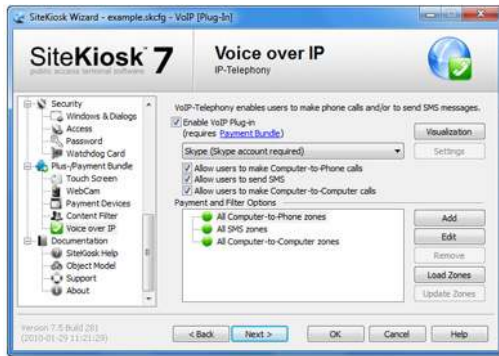 SiteKiosk Wizard - example.skcfg - VoIP [Plug-In]
SiteKiosk 7
public access terminal software
Voice over IP
IP-Telephony
Security
Windows & Dialogs
Access
Password
Watchdog Card
Plus-/Payment Bundle
Touch Screen
WebCam
Payment Devices
Content Filter
Voice over IP
Documentation
SiteKiosk Help
Object Model
Support
About
VoIP-Telephony enables users to make phone calls and/or to send SMS messages.
Enable VoIP Plug-in
(requires Payment Bundle)
Visualization
Skype (Skype account required)
Settings
Allow users to make Computer-to-Phone calls
Allow users to send SMS
Allow users to make Computer-to-Computer calls
Payment and Filter Options
All Computer-to-Phone zones
All SMS zones
All Computer-to-Computer zones
Add
Edit
Remove
Load Zones
Update Zones
Version 7.5 Build 281
(2010-01-29 11:21:29)
< Back
Next >
OK
Cancel
Help